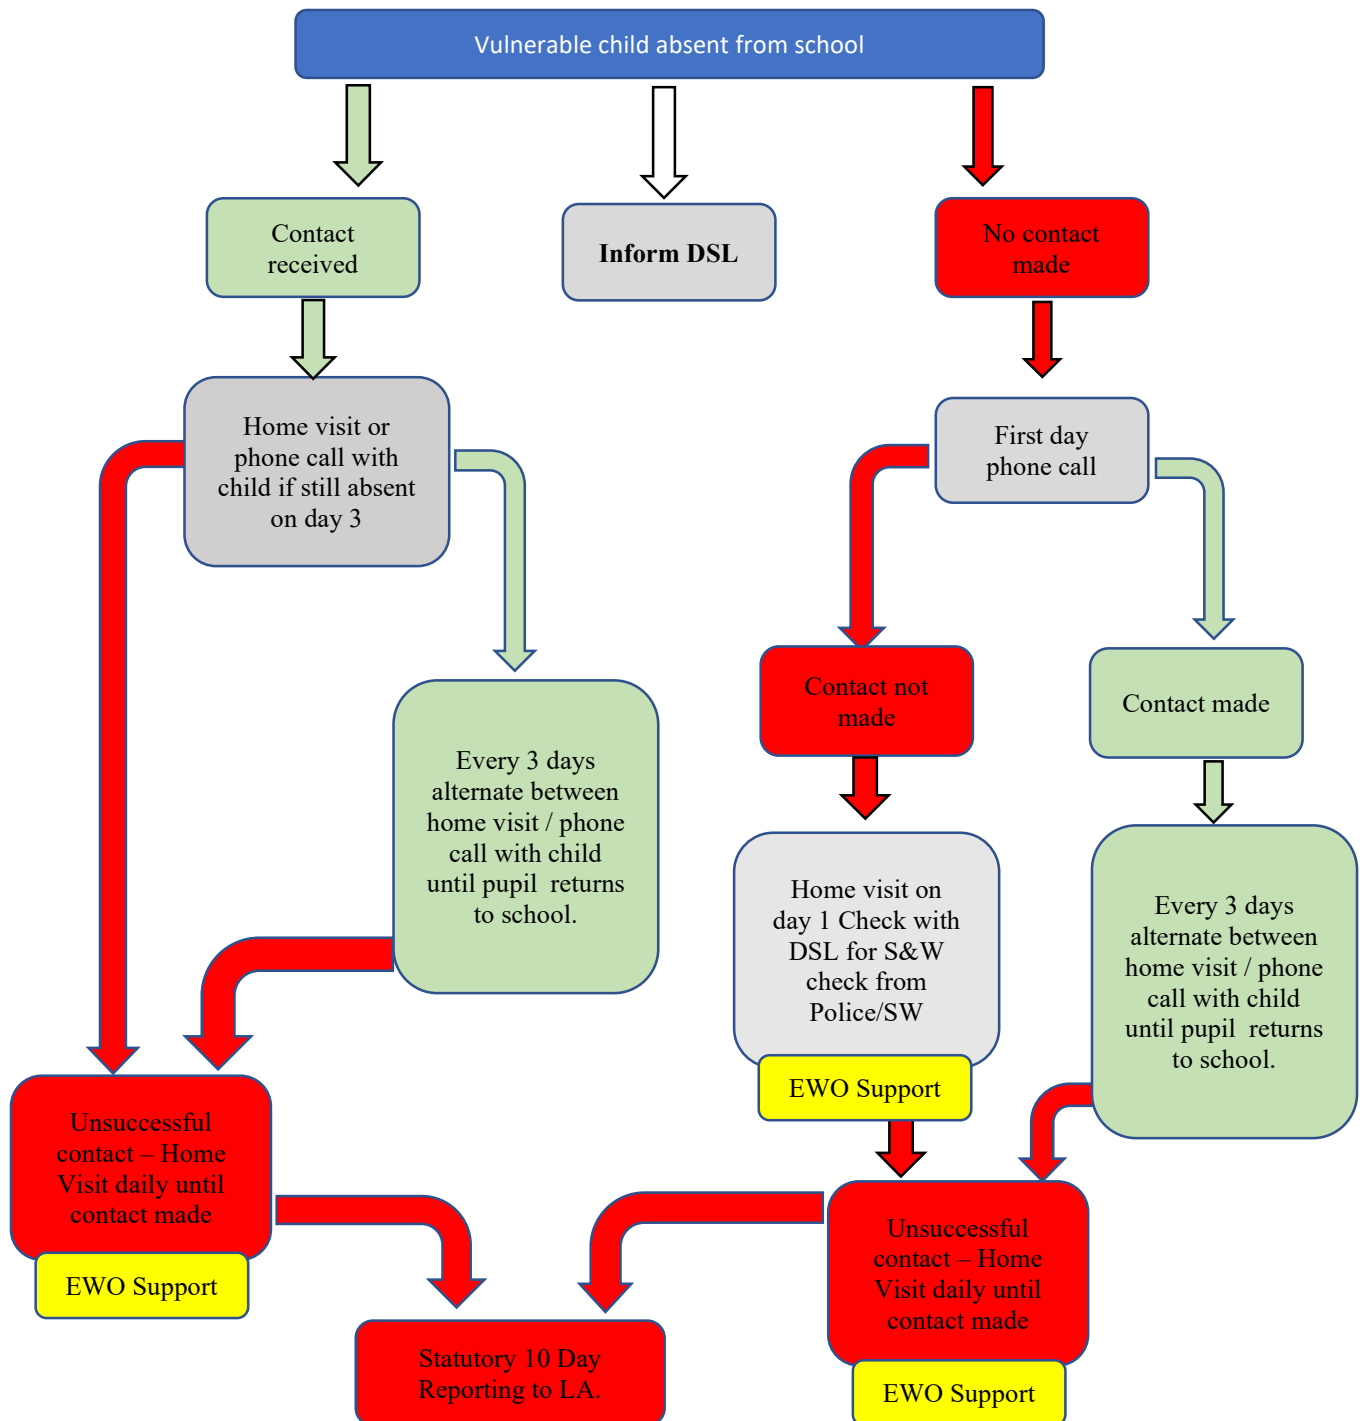 Vulnerable child absent from school
Contact
received
Inform DSL
No contact
made
Home visit or
phone call with
child if still absent
on day 3
First day
phone call
Contact not
made
Contact made
Every 3 days
alternate between
home visit / phone
call with child
until pupil  returns
to school.
Home visit on
day 1 Check with
DSL for S&W
check from
Police/SW
EWO Support
Every 3 days
alternate between
home visit / phone
call with child
until pupil  returns
to school.
Unsuccessful
contact – Home
Visit daily until
contact made
EWO Support
Unsuccessful
contact – Home
Visit daily until
contact made
EWO Support
Statutory 10 Day
Reporting to LA.